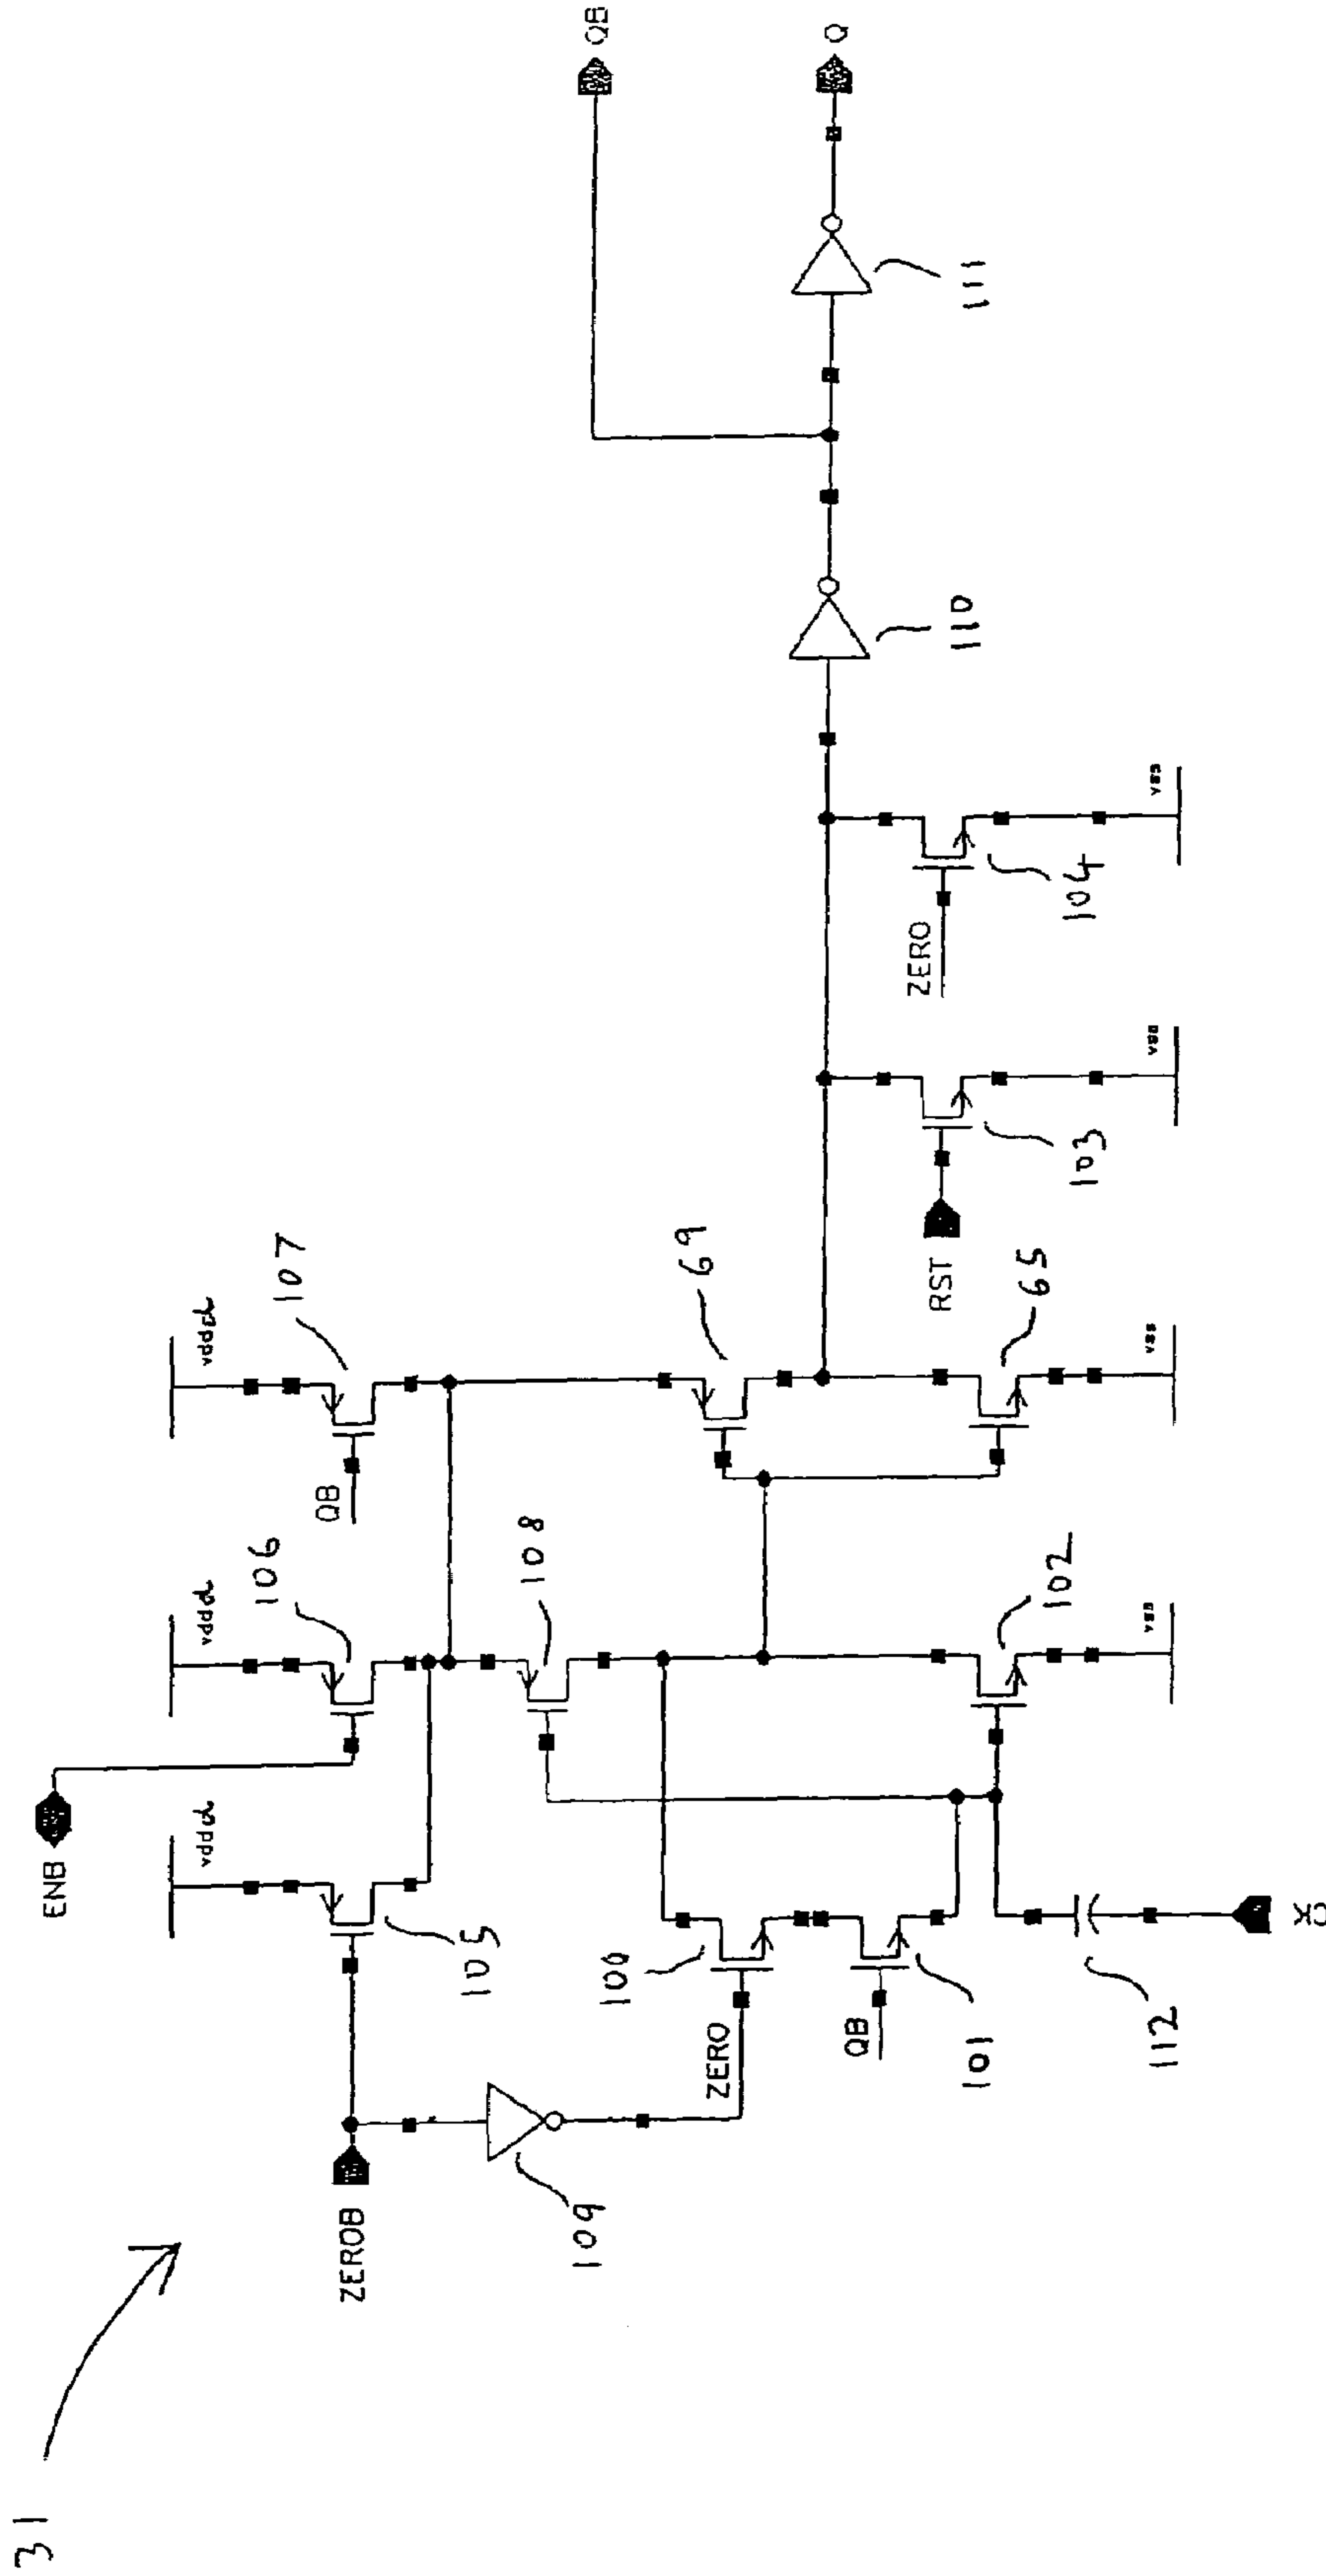 31
ENB
vddd
vddd
vddd
106
107
QB
ZEROB
105
108
109
QB
100
69
ZERO
Q
QB
ZERO
RST
101
110
111
102
65
103
104
112
vss
vss
vss
vss
CK